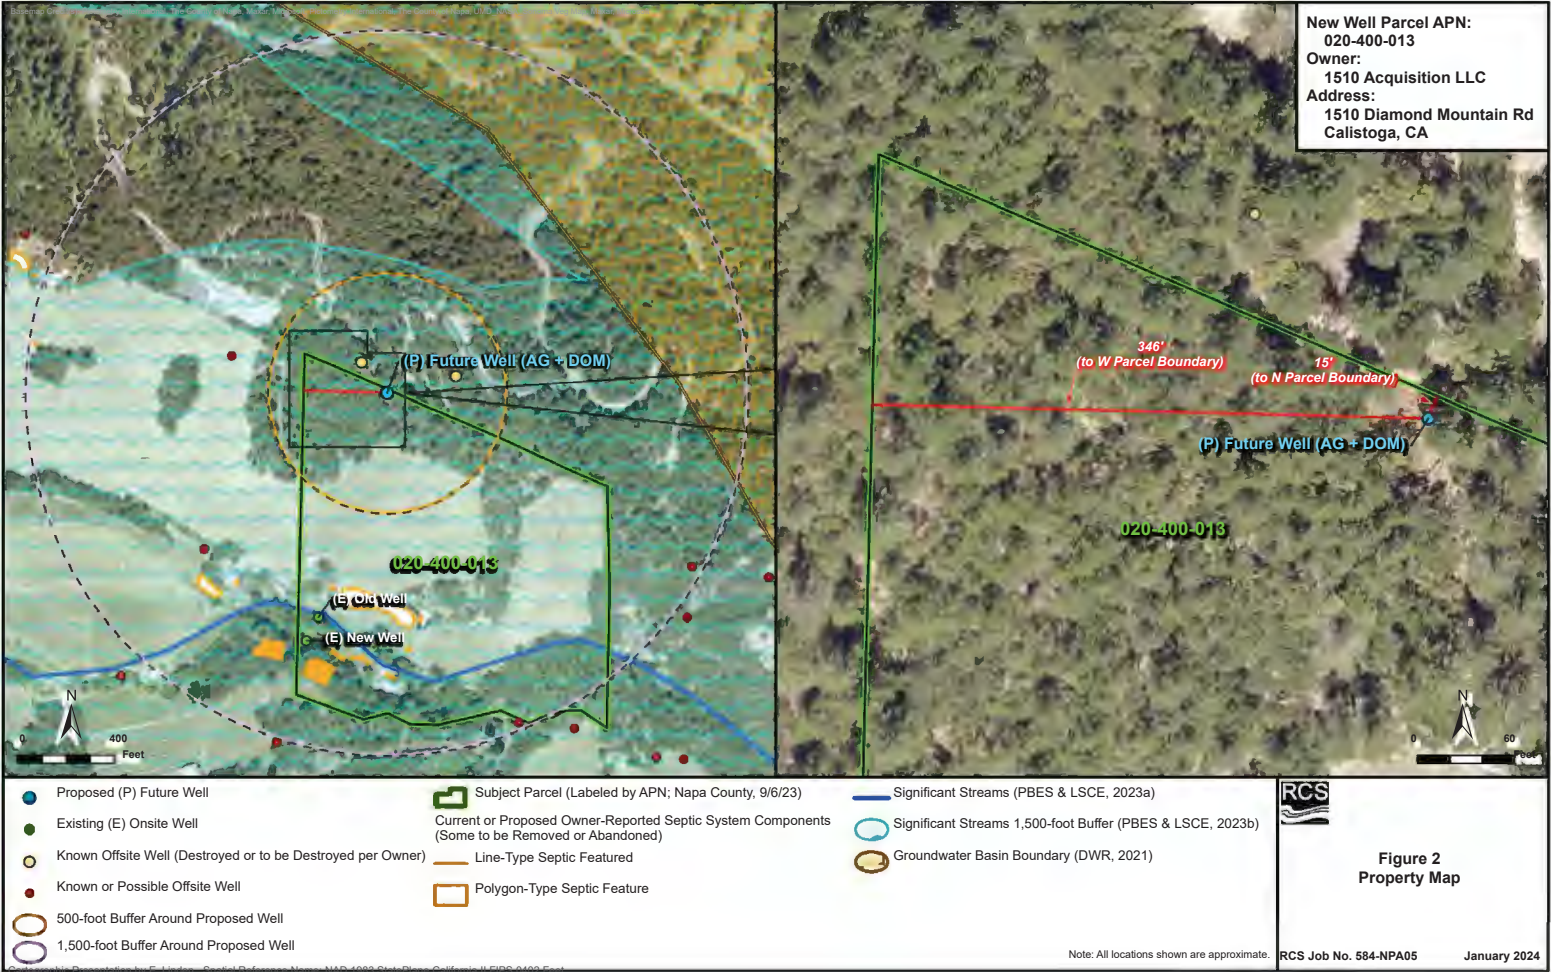 New Well Parcel APN:
020-400-013
Owner:
1510 Acquisition LLC
Address:
1510 Diamond Mountain Rd
Calistoga, CA
(P) Future Well (AG + DOM)
020-400-013
(E) Old Well
(E) New Well
N
0 400
Feet
346'
(to W Parcel Boundary)
15'
(to N Parcel Boundary)
(P) Future Well (AG + DOM)
020-400-013
N
0 60
Feet
Proposed (P) Future Well
Existing (E) Onsite Well
Known Offsite Well (Destroyed or to be Destroyed per Owner)
Known or Possible Offsite Well
500-foot Buffer Around Proposed Well
1,500-foot Buffer Around Proposed Well
Subject Parcel (Labeled by APN; Napa County, 9/6/23)
Current or Proposed Owner-Reported Septic System Components
(Some to be Removed or Abandoned)
Line-Type Septic Featured
Polygon-Type Septic Feature
Significant Streams (PBES & LSCE, 2023a)
Significant Streams 1,500-foot Buffer (PBES & LSCE, 2023b)
Groundwater Basin Boundary (DWR, 2021)
Note: All locations shown are approximate.
RCS
Figure 2
Property Map
RCS Job No. 584-NPA05 January 2024